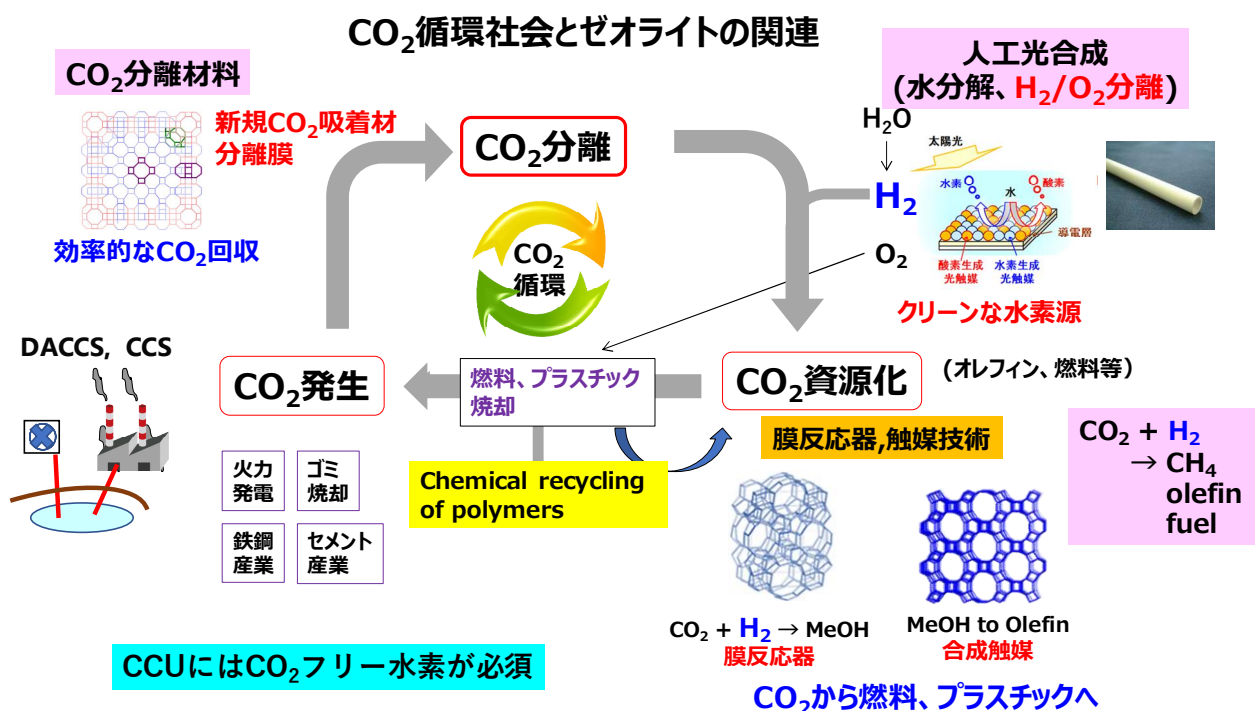 CO₂循環社会とゼオライトの関連
CO₂分離材料
新規CO₂吸着材
分離膜
効率的なCO₂回収
CO₂分離
人工光合成
(水分解、H₂/O₂分離)
H₂O
太陽光
H₂
水素
水
酸素
導電層
酸素生成
光触媒
水素生成
光触媒
O₂
クリーンな水素源
CO₂
循環
DACCS, CCS
CO₂発生
燃料、プラスチック
焼却
CO₂資源化
(オレフィン、燃料等)
膜反応器,触媒技術
火力
発電
ゴミ
焼却
鉄鋼
産業
セメント
産業
Chemical recycling
of polymers
CO₂ + H₂
→ CH₄
olefin
fuel
CO₂ + H₂ → MeOH
膜反応器
MeOH to Olefin
合成触媒
CCUにはCO₂フリー水素が必須
CO₂から燃料、プラスチックへ